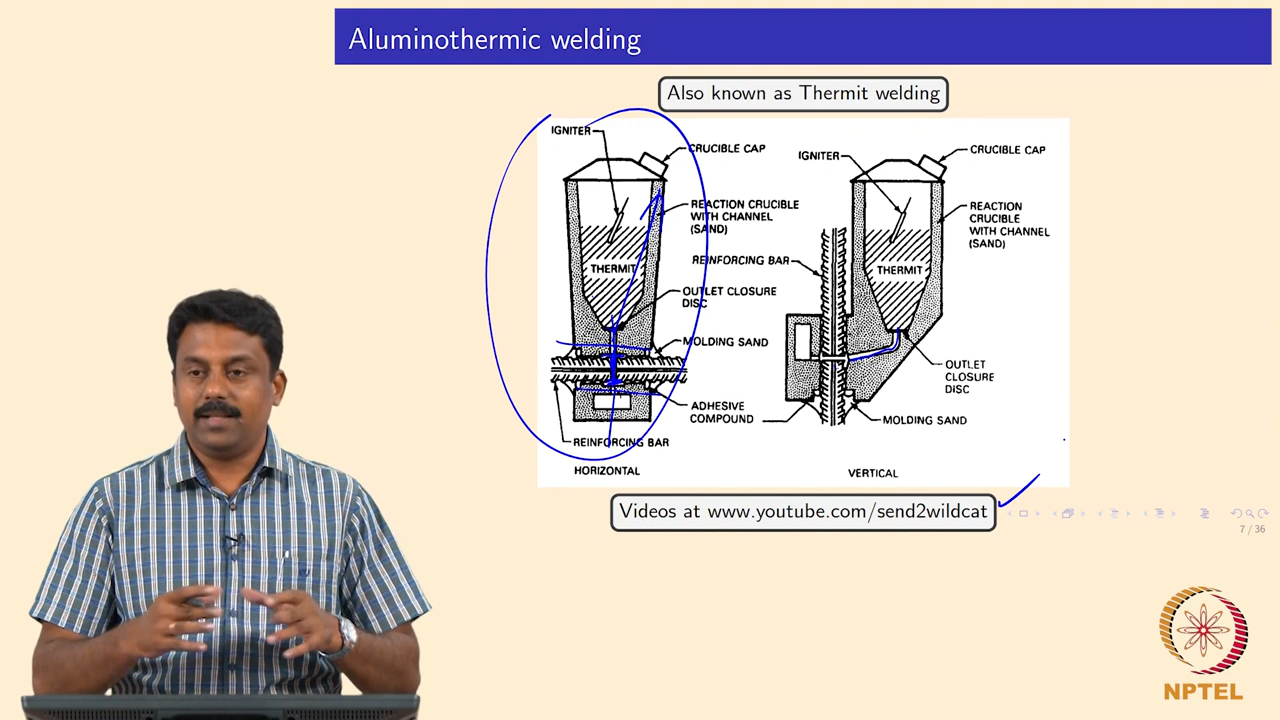 Aluminothermic welding
Also known as Thermit welding
IGNITER
CRUCIBLE CAP
REACTION CRUCIBLE
WITH CHANNEL
(SAND)
THERMIT
OUTLET CLOSURE
DISC
MOLDING SAND
ADHESIVE
COMPOUND
REINFORCING BAR
HORIZONTAL
IGNITER
CRUCIBLE CAP
REACTION
CRUCIBLE
WITH CHANNEL
(SAND)
REINFORCING BAR
THERMIT
OUTLET
CLOSURE
DISC
MOLDING SAND
VERTICAL
Videos at www.youtube.com/send2wildcat
7 / 36
NPTEL